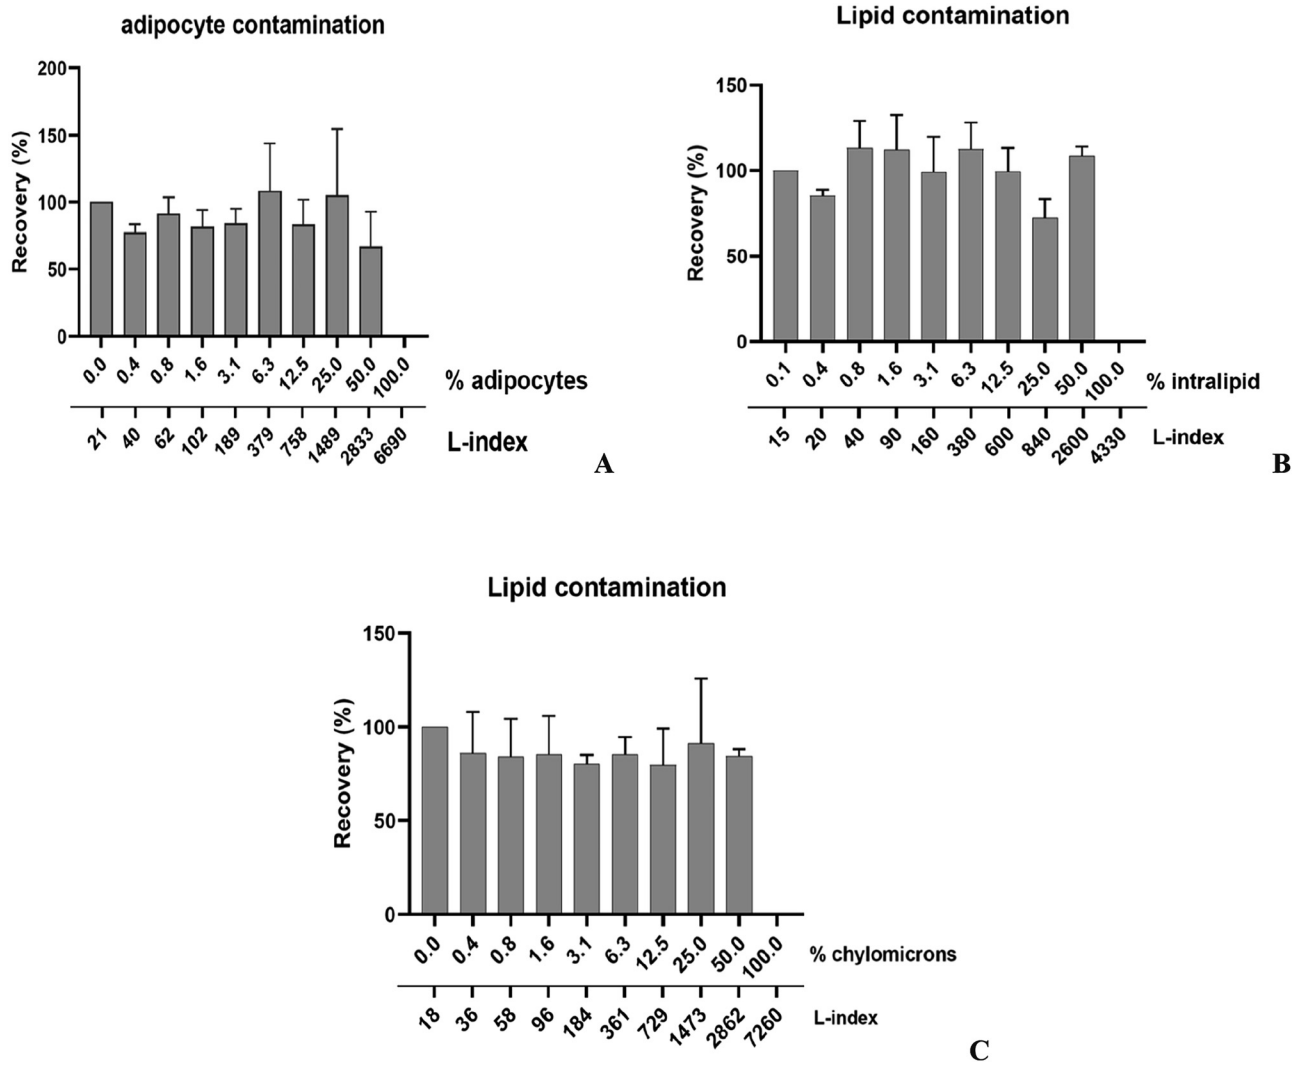 adipocyte contamination
Recovery (%)
200
150
100
50
0
0.0 0.4 0.8 1.6 3.1 6.3 12.5 25.0 50.0 100.0 % adipocytes
21 40 62 102 189 379 758 1489 2833 6690 L-index
A
Lipid contamination
Recovery (%)
150
100
50
0
0.1 0.4 0.8 1.6 3.1 6.3 12.5 25.0 50.0 100.0 % intralipid
15 20 40 90 160 380 600 840 2600 4330 L-index
B
Lipid contamination
Recovery (%)
150
100
50
0
0.0 0.4 0.8 1.6 3.1 6.3 12.5 25.0 50.0 100.0 % chylomicrons
18 36 58 96 184 361 729 1473 2862 7260 L-index
C